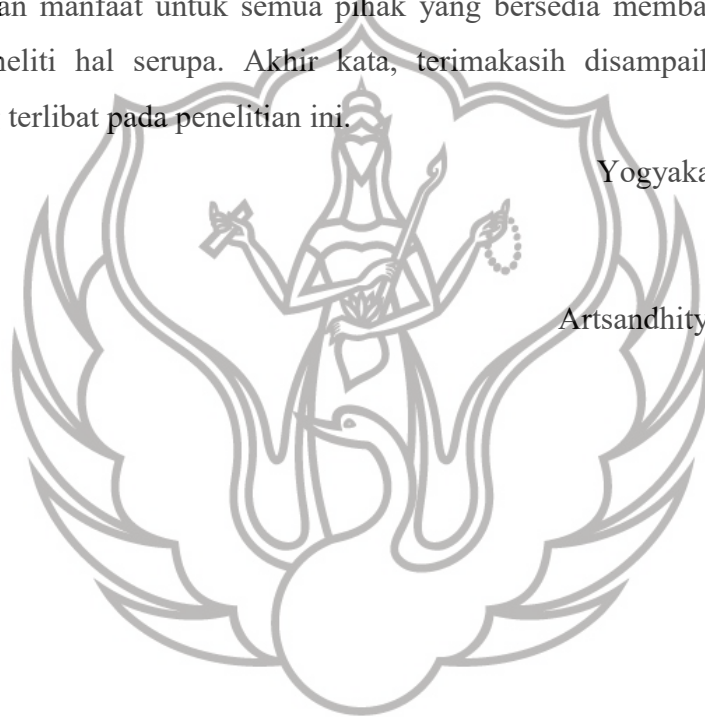 an manfaat untuk semua pihak yang bersedia memba
neliti hal serupa. Akhir kata, terimakasih disampaik
terlibat pada penelitian ini.
Yogyaka
Artsandhity